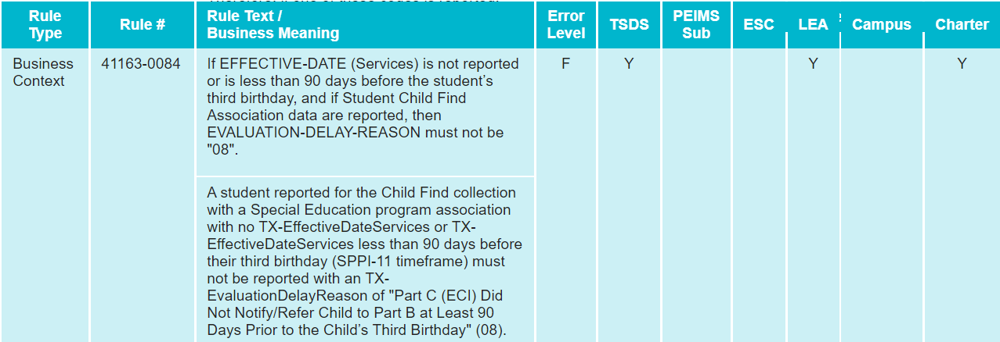 Rule Type
Rule #
Rule Text /
Business Meaning
Error Level
TSDS
PEIMS Sub
ESC
LEA
Campus
Charter
Business Context
41163-0084
If EFFECTIVE-DATE (Services) is not reported
or is less than 90 days before the student’s
third birthday, and if Student Child Find
Association data are reported, then
EVALUATION-DELAY-REASON must not be
"08".
F
Y
Y
Y
A student reported for the Child Find collection
with a Special Education program association
with no TX-EffectiveDateServices or TX-
EffectiveDateServices less than 90 days before
their third birthday (SPPI-11 timeframe) must
not be reported with an TX-
EvaluationDelayReason of "Part C (ECI) Did
Not Notify/Refer Child to Part B at Least 90
Days Prior to the Child’s Third Birthday" (08).